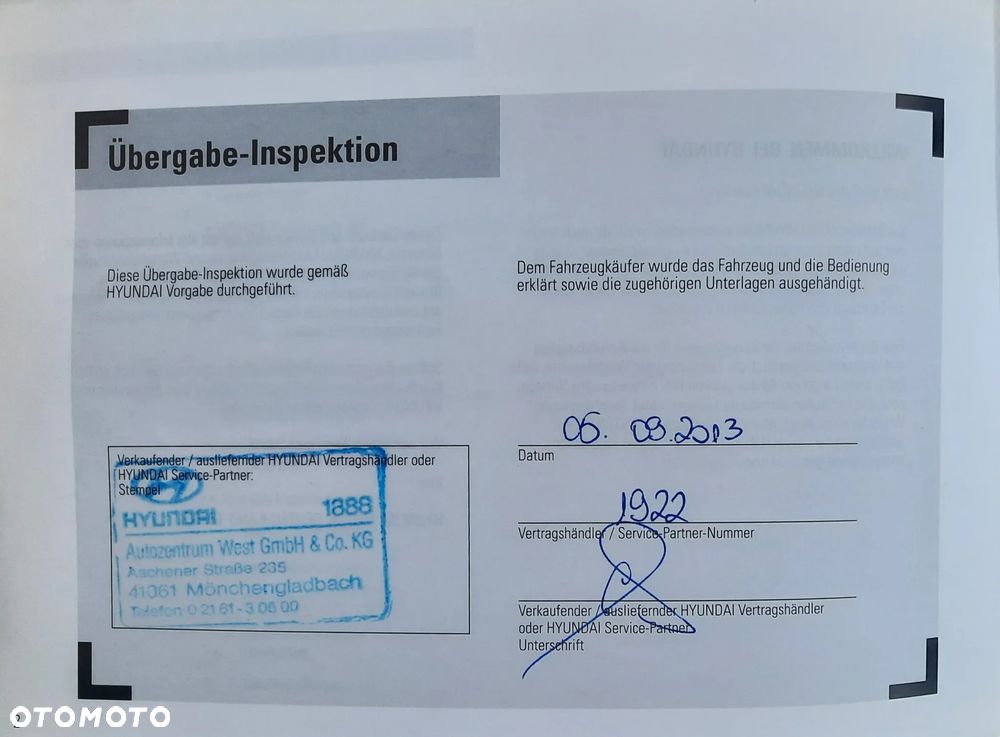 Übergabe-Inspektion
Diese Übergabe-Inspektion wurde gemäß
HYUNDAI Vorgabe durchgeführt.
Dem Fahrzeugkäufer wurde das Fahrzeug und die Bedienung
erklärt sowie die zugehörigen Unterlagen ausgehändigt.
Verkaufender / ausliefernder HYUNDAI Vertragshändler oder
HYUNDAI Service-Partner.
Stempel
HYUNDAI 1888
Autozentrum West GmbH & Co. KG
Aachener Straße 235
41061 Mönchengladbach
Telefon 0 21 61 - 3 06 00
06. 09.2013
Datum
1922
Vertragshändler / Service-Partner-Nummer
Verkaufender / ausliefernder HYUNDAI Vertragshändler
oder HYUNDAI Service-Partner
Unterschrift
OTOMOTO